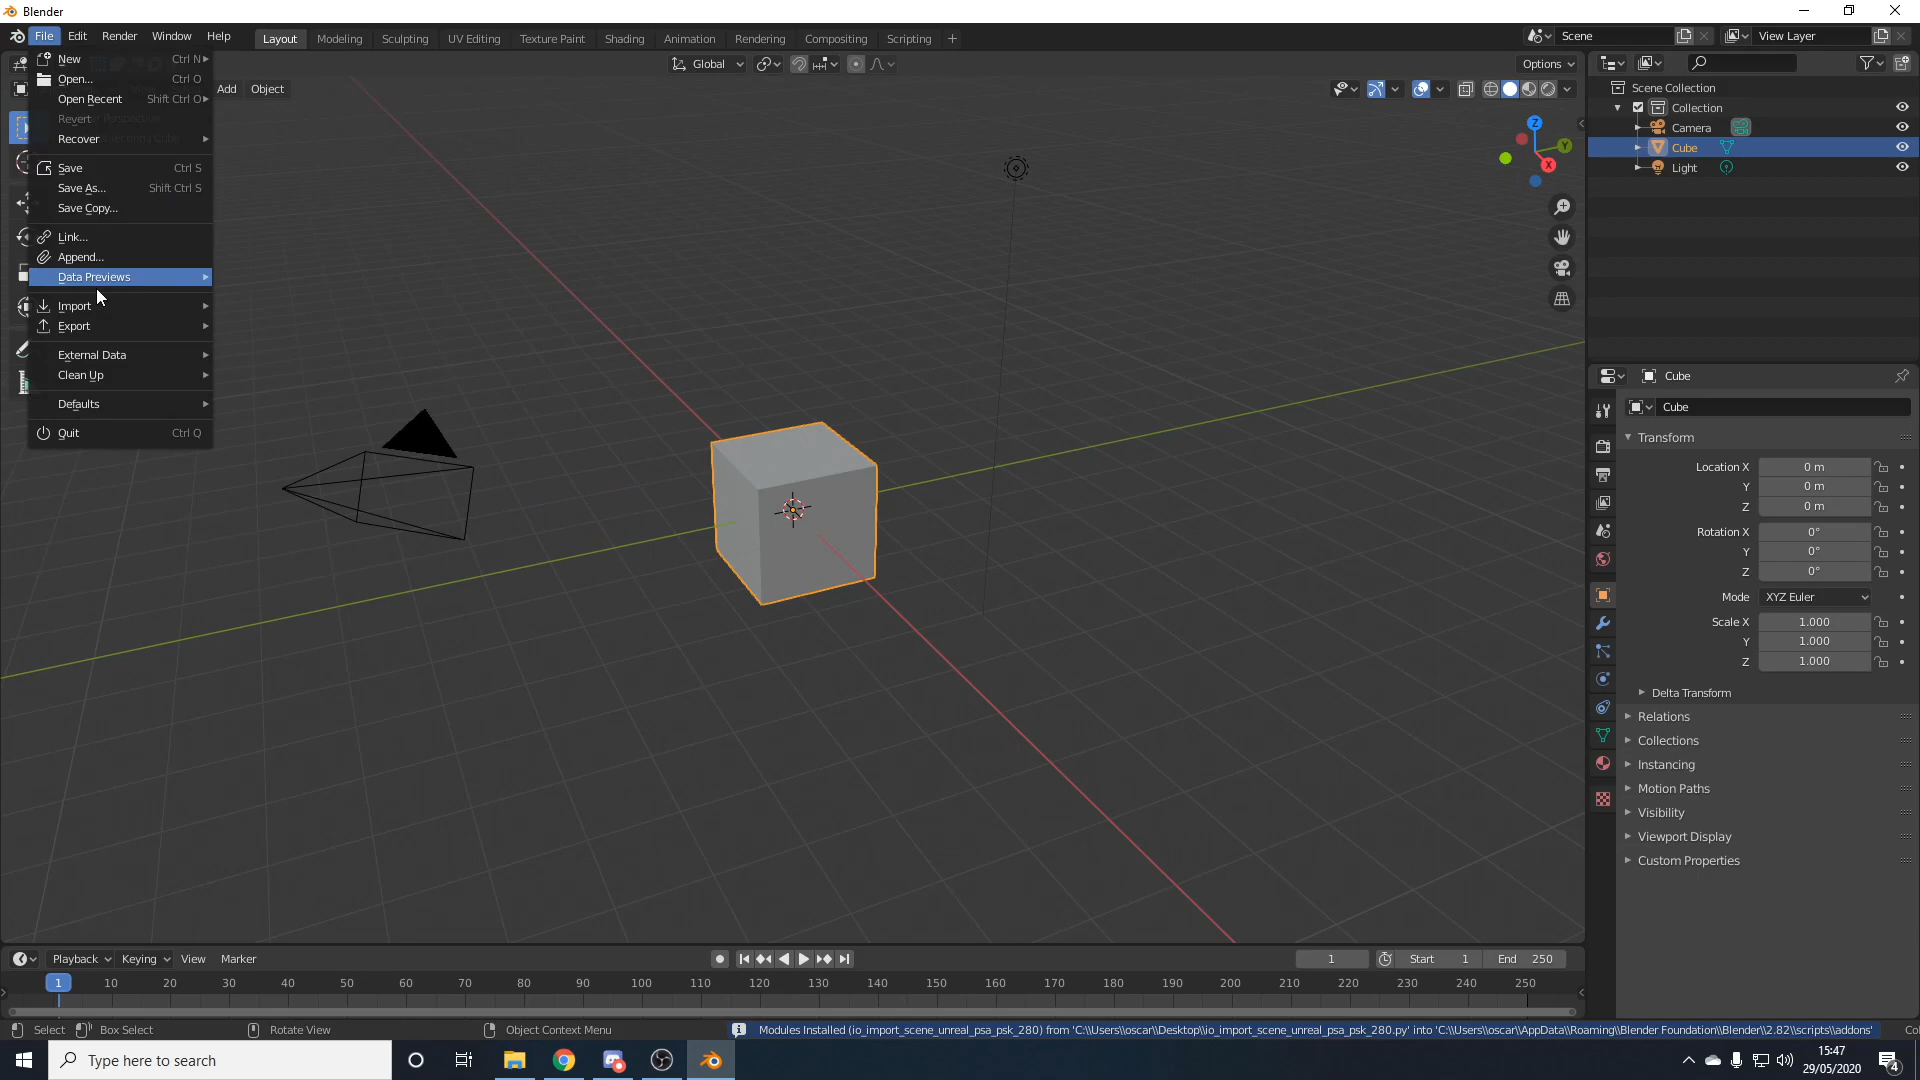 Blender
File Edit Render Window Help
Layout Modeling Sculpting UV Editing Texture Paint Shading Animation Rendering Compositing Scripting +
Scene
View Layer
Global
Options
Add Object
New Ctrl N
Open... Ctrl O
Open Recent Shift Ctrl O
Revert
Recover
Save Ctrl S
Save As... Shift Ctrl S
Save Copy...
Link...
Append...
Data Previews
Import
Export
External Data
Clean Up
Defaults
Quit Ctrl Q
Z
Y
X
Scene Collection
Collection
Camera
Cube
Light
Cube
Cube
Transform
Location X 0 m
Y 0 m
Z 0 m
Rotation X 0°
Y 0°
Z 0°
Mode XYZ Euler
Scale X 1.000
Y 1.000
Z 1.000
Delta Transform
Relations
Collections
Instancing
Motion Paths
Visibility
Viewport Display
Custom Properties
Playback Keying View Marker
1 Start 1 End 250
1 10 20 30 40 50 60 70 80 90 100 110 120 130 140 150 160 170 180 190 200 210 220 230 240 250
Select Box Select Rotate View Object Context Menu
Modules Installed (io_import_scene_unreal_psa_psk_280) from 'C:\\Users\\oscar\\Desktop\\io_import_scene_unreal_psa_psk_280.py' into 'C:\\Users\\oscar\\AppData\\Roaming\\Blender Foundation\\Blender\\2.82\\scripts\\addons' Co
Type here to search
15:47
29/05/2020
4